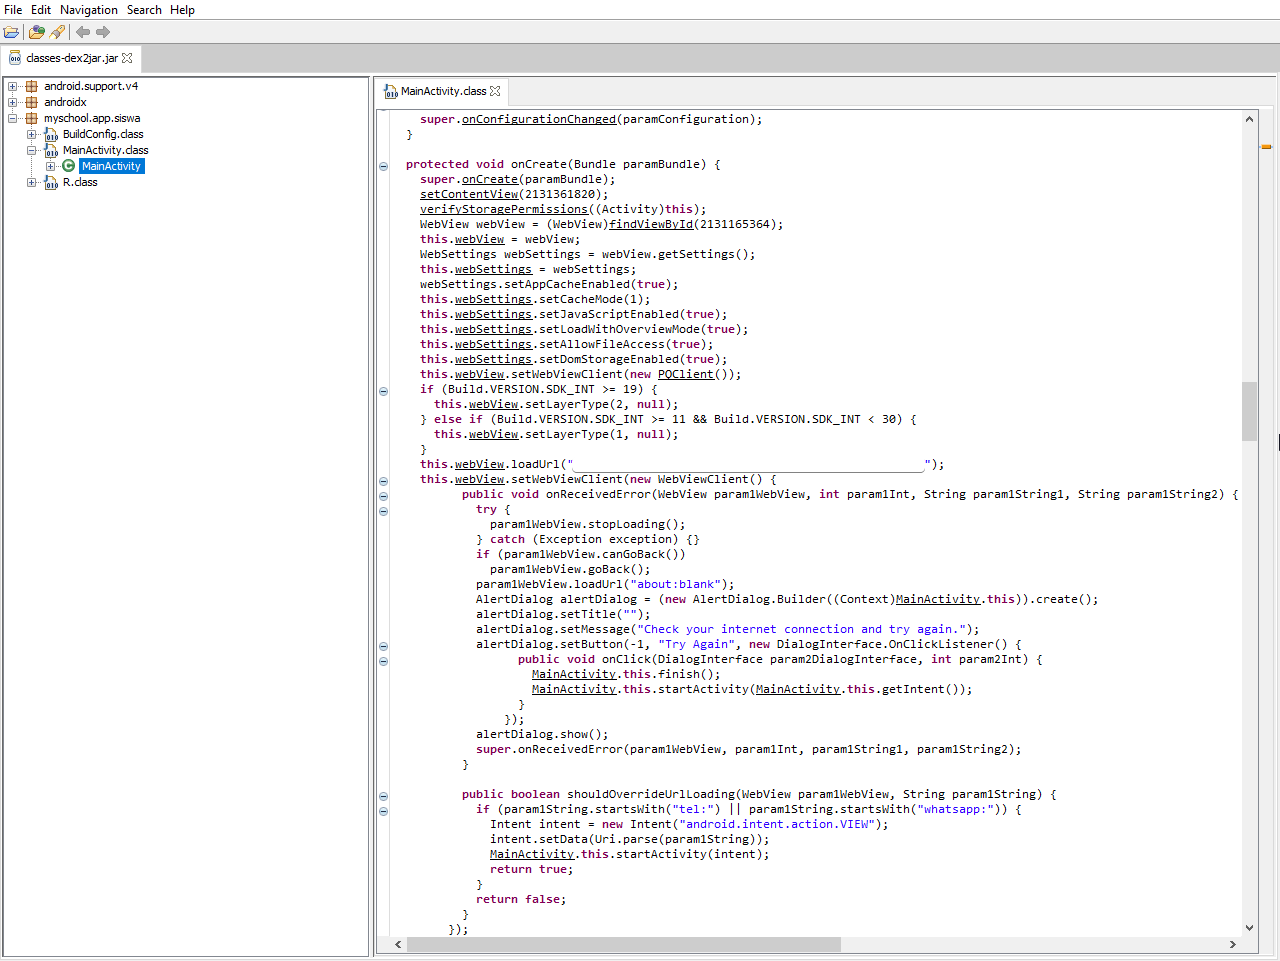 File Edit Navigation Search Help
classes-dex2jar.jar
android.support.v4
androidx
myschool.app.siswa
BuildConfig.class
MainActivity.class
MainActivity
R.class
MainActivity.class
super.onConfigurationChanged(paramConfiguration);
}
protected void onCreate(Bundle paramBundle) {
super.onCreate(paramBundle);
setContentView(2131361820);
verifyStoragePermissions((Activity)this);
WebView webView = (WebView)findViewById(2131165364);
this.webView = webView;
WebSettings webSettings = webView.getSettings();
this.webSettings = webSettings;
webSettings.setAppCacheEnabled(true);
this.webSettings.setCacheMode(1);
this.webSettings.setJavaScriptEnabled(true);
this.webSettings.setLoadWithOverviewMode(true);
this.webSettings.setAllowFileAccess(true);
this.webSettings.setDomStorageEnabled(true);
this.webView.setWebViewClient(new PQClient());
if (Build.VERSION.SDK_INT >= 19) {
this.webView.setLayerType(2, null);
} else if (Build.VERSION.SDK_INT >= 11 && Build.VERSION.SDK_INT < 30) {
this.webView.setLayerType(1, null);
}
this.webView.loadUrl("");
this.webView.setWebViewClient(new WebViewClient() {
public void onReceivedError(WebView param1WebView, int param1Int, String param1String1, String param1String2) {
try {
param1WebView.stopLoading();
} catch (Exception exception) {}
if (param1WebView.canGoBack())
param1WebView.goBack();
param1WebView.loadUrl("about:blank");
AlertDialog alertDialog = (new AlertDialog.Builder((Context)MainActivity.this)).create();
alertDialog.setTitle("");
alertDialog.setMessage("Check your internet connection and try again.");
alertDialog.setButton(-1, "Try Again", new DialogInterface.OnClickListener() {
public void onClick(DialogInterface param2DialogInterface, int param2Int) {
MainActivity.this.finish();
MainActivity.this.startActivity(MainActivity.this.getIntent());
}
});
alertDialog.show();
super.onReceivedError(param1WebView, param1Int, param1String1, param1String2);
}
public boolean shouldOverrideUrlLoading(WebView param1WebView, String param1String) {
if (param1String.startsWith("tel:") || param1String.startsWith("whatsapp:")) {
Intent intent = new Intent("android.intent.action.VIEW");
intent.setData(Uri.parse(param1String));
MainActivity.this.startActivity(intent);
return true;
}
return false;
}
});